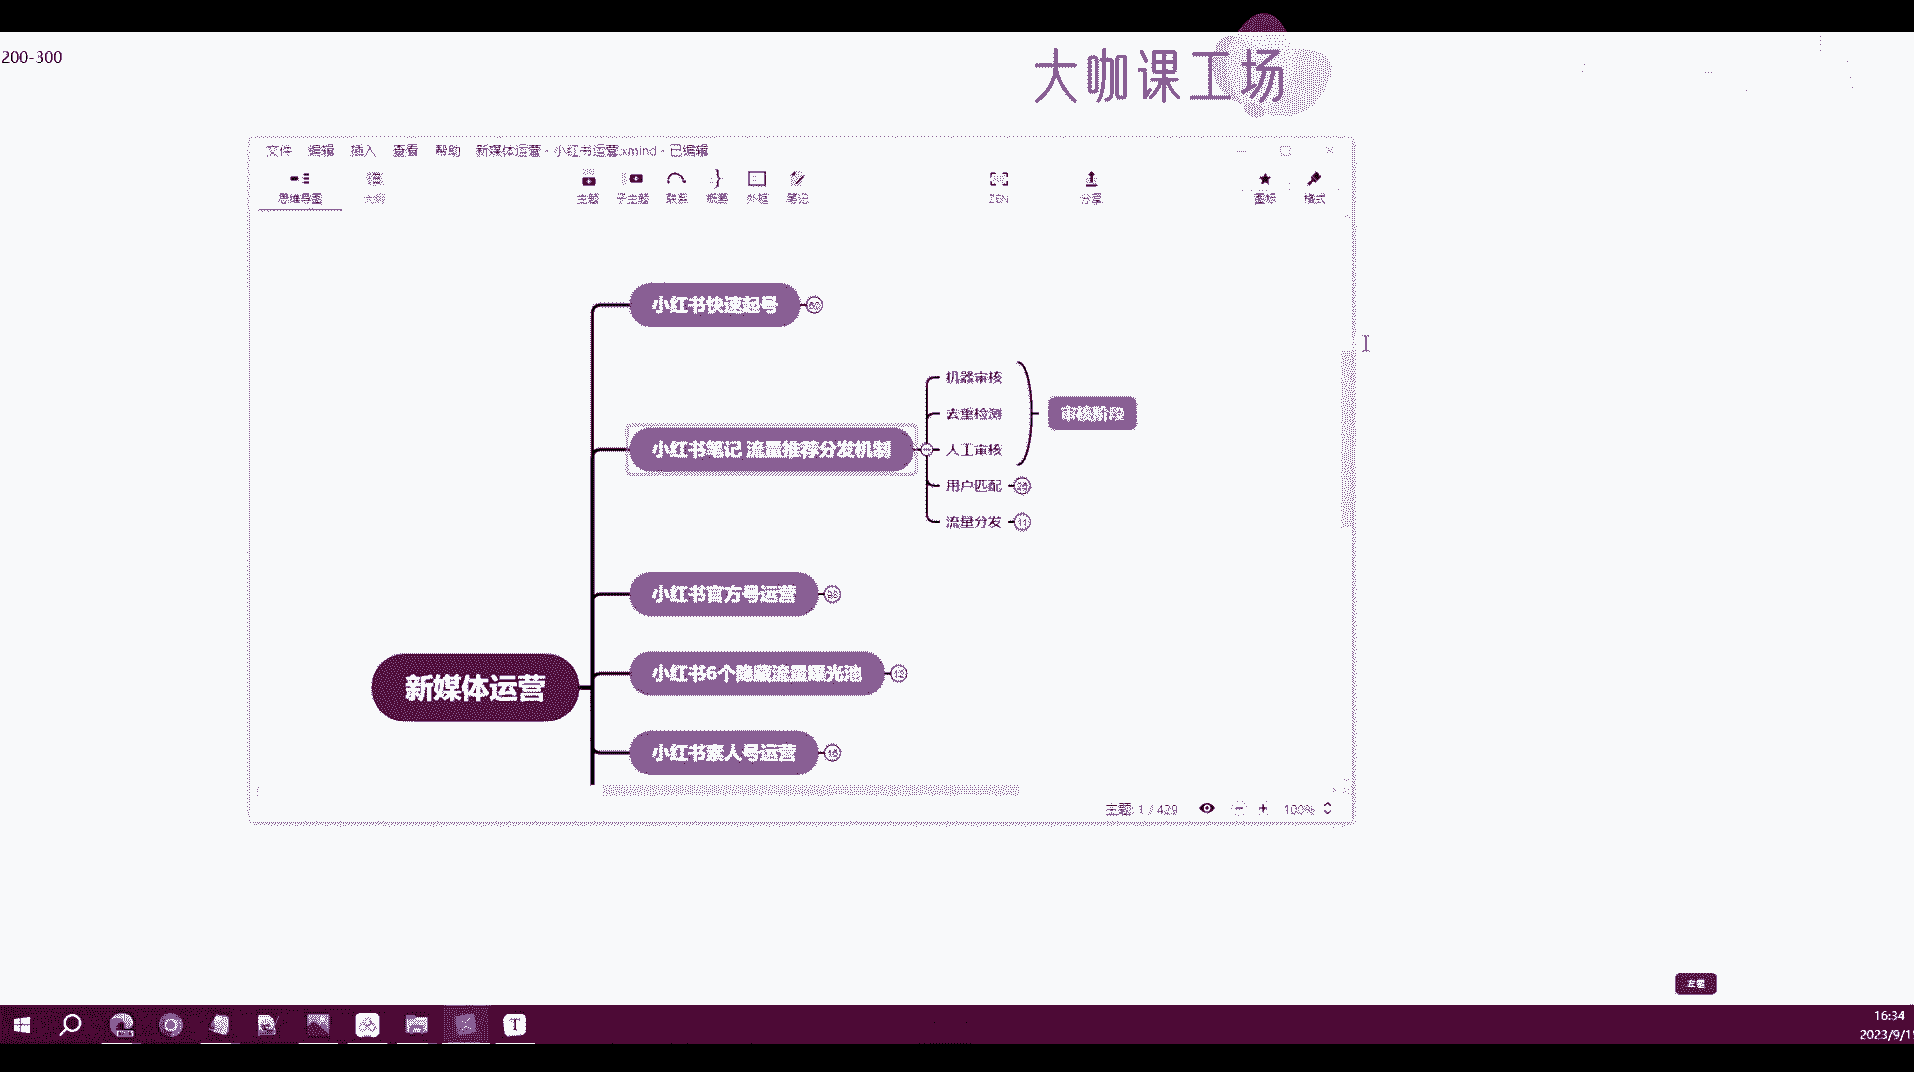 200-300
大咖课工场
文件 编辑 插入 查看 帮助 新媒体运营 - 小红书运营.xmind - 已编辑
思维导图 大纲 主题 子主题 联系 概要 外框 笔记 ZEN 分享 图标 格式
小红书快速起号
机器审核
去重检测
审核阶段
小红书笔记 流量推荐分发机制
人工审核
用户匹配
流量分发 11
小红书官方号运营
小红书6个隐藏流量曝光池 12
新媒体运营
小红书素人号运营
主题: 1 / 429 100%
左键
16:34
2023/9/1